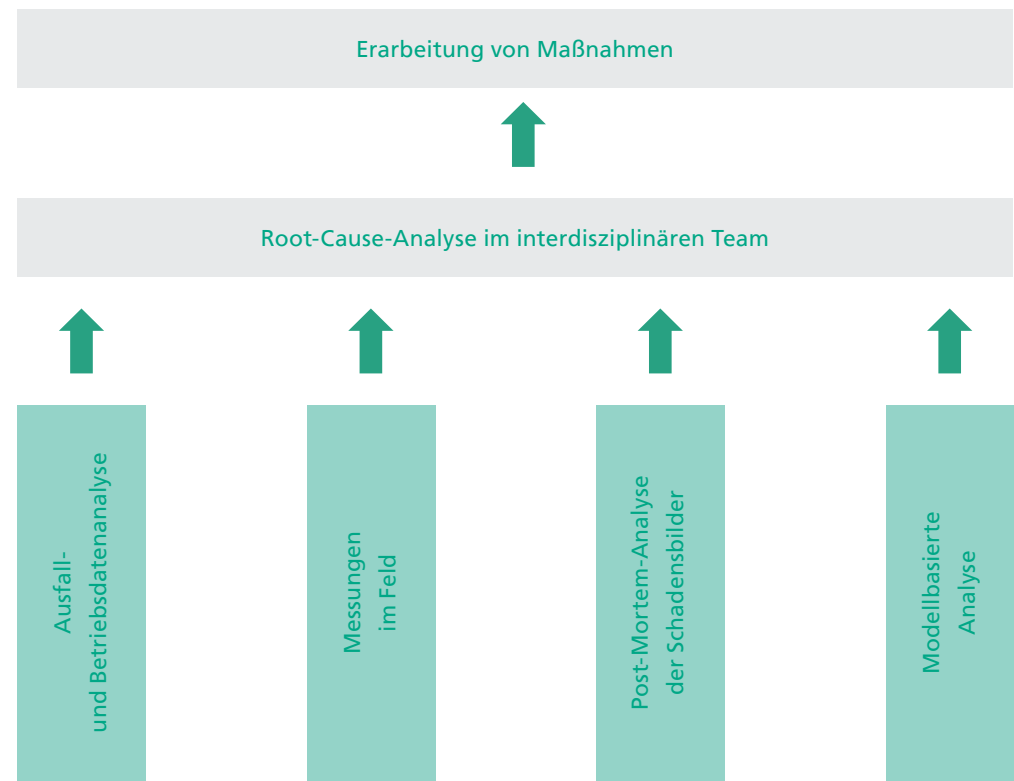 Erarbeitung von Maßnahmen
Root-Cause-Analyse im interdisziplinären Team
Ausfall-
und Betriebsdatenanalyse
Messungen
im Feld
Post-Mortem-Analyse
der Schadensbilder
Modellbasierte
Analyse